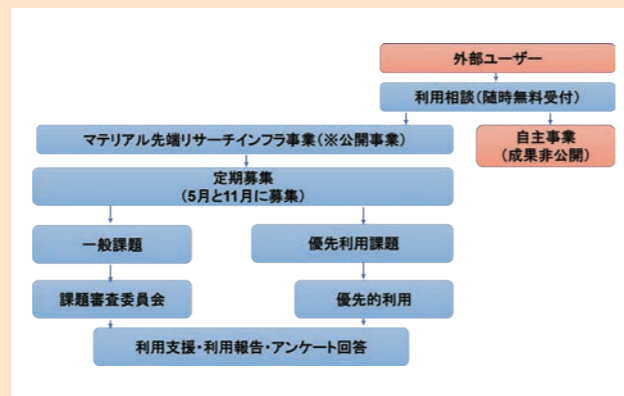 外部ユーザー
利用相談(随時無料受付)
マテリアル先端リサーチインフラ事業(※公開事業)
自主事業
(成果非公開)
定期募集
(5月と11月に募集)
一般課題
優先利用課題
課題審査委員会
優先的利用
利用支援・利用報告・アンケート回答